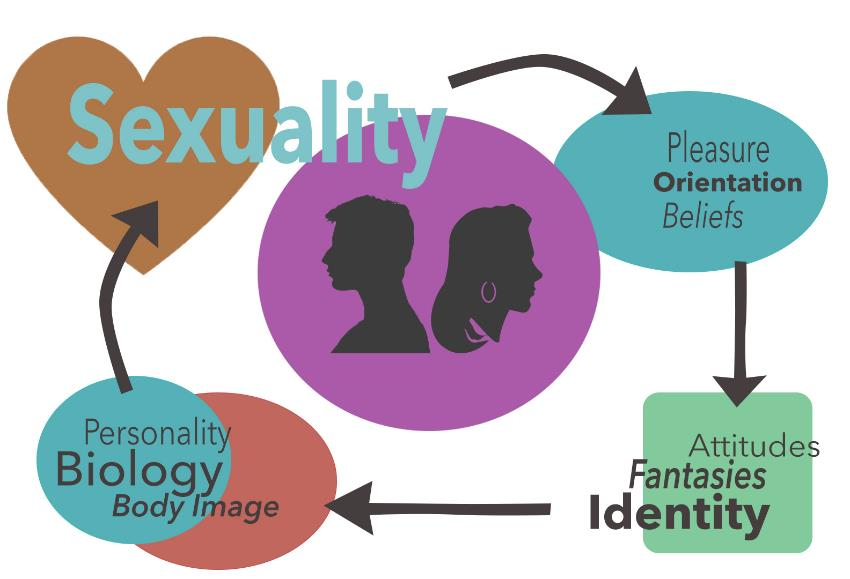 Sexuality
Pleasure
Orientation
Beliefs
Attitudes
Fantasies
Identity
Personality
Biology
Body Image